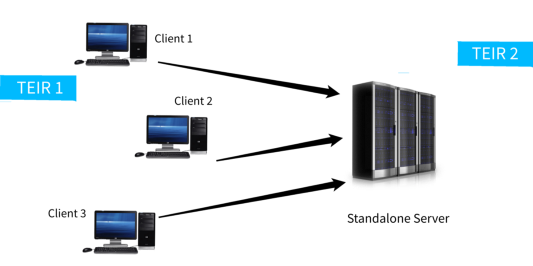 Client 1
TEIR 2
TEIR 1
Client 2
Client 3
Standalone Server